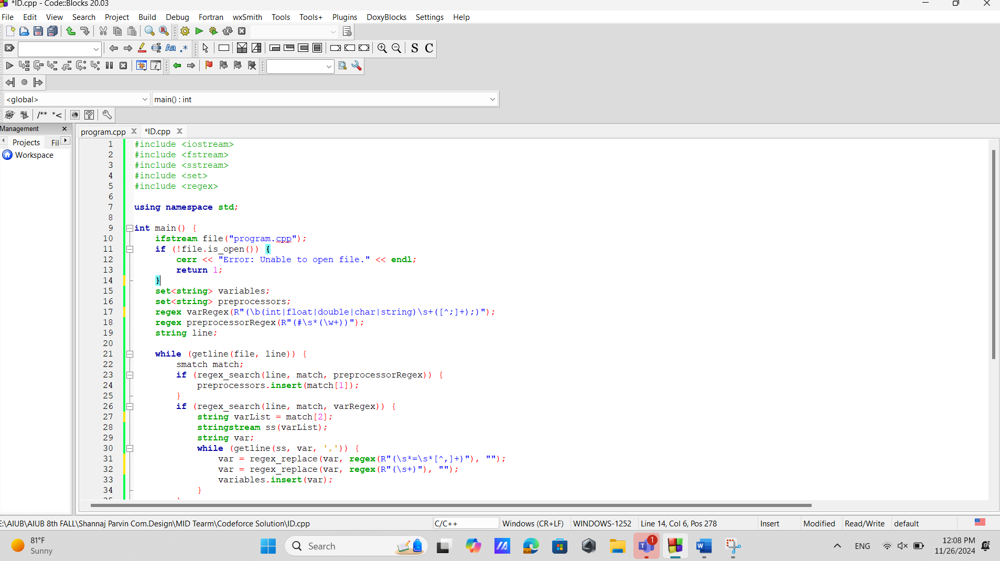 *ID.cpp - Code::Blocks 20.03
File Edit View Search Project Build Debug Fortran wxSmith Tools Tools+ Plugins DoxyBlocks Settings Help
Aa .*
S C
<global> main() : int
/** *<
Management
program.cpp *ID.cpp
Projects Fil
Workspace
1 #include <iostream>
2 #include <fstream>
3 #include <sstream>
4 #include <set>
5 #include <regex>
6
7 using namespace std;
8
9 int main() {
10 ifstream file("program.cpp");
11 if (!file.is_open()) {
12 cerr << "Error: Unable to open file." << endl;
13 return 1;
14 }
15 set<string> variables;
16 set<string> preprocessors;
17 regex varRegex(R"(\b(int|float|double|char|string)\s+([^;]+);)");
18 regex preprocessorRegex(R"(#\s*(\w+))");
19 string line;
20
21 while (getline(file, line)) {
22 smatch match;
23 if (regex_search(line, match, preprocessorRegex)) {
24 preprocessors.insert(match[1]);
25 }
26 if (regex_search(line, match, varRegex)) {
27 string varList = match[2];
28 stringstream ss(varList);
29 string var;
30 while (getline(ss, var, ',')) {
31 var = regex_replace(var, regex(R"(\s*=\s*[^,]+)"), "");
32 var = regex_replace(var, regex(R"(\s+)"), "");
33 variables.insert(var);
34 }
E:\AIUB\AIUB 8th FALL\Shannaj Parvin Com.Design\MID Tearm\Codeforce Solution\ID.cpp C/C++ Windows (CR+LF) WINDOWS-1252 Line 14, Col 6, Pos 278 Insert Modified Read/Write default
81°F
Sunny
Search
1
ENG
12:08 PM
11/26/2024